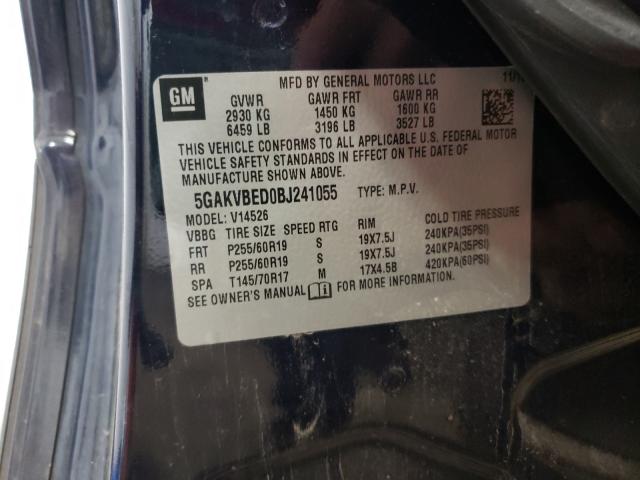 GM
MFD BY GENERAL MOTORS LLC
GVWR GAWR FRT GAWR RR
2930 KG 1450 KG 1600 KG
6459 LB 3196 LB 3527 LB
THIS VEHICLE CONFORMS TO ALL APPLICABLE U.S. FEDERAL MOTOR
VEHICLE SAFETY STANDARDS IN EFFECT ON THE DATE OF
MANUFACTURE SHOWN ABOVE.
5GAKVBED0BJ241055 TYPE: M.P.V.
MODEL: V14526
VBBG TIRE SIZE SPEED RTG RIM COLD TIRE PRESSURE
FRT P255/60R19 S 19X7.5J 240KPA(35PSI)
RR P255/60R19 S 19X7.5J 240KPA(35PSI)
SPA T145/70R17 M 17X4.5B 420KPA(60PSI)
SEE OWNER'S MANUAL FOR MORE INFORMATION.